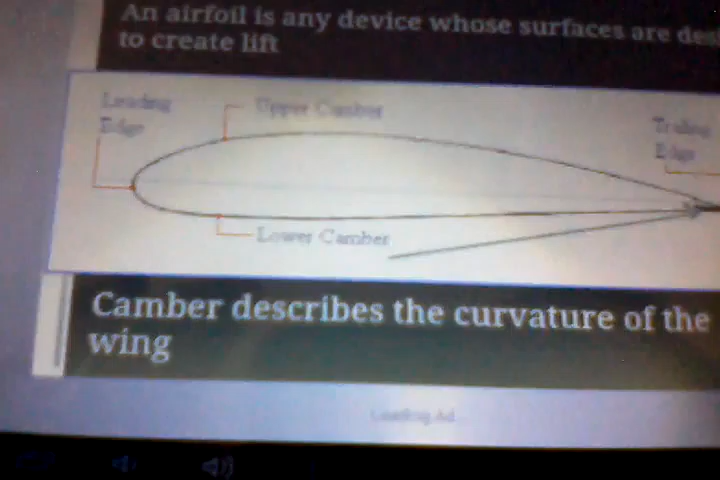 An airfoil is any device whose surfaces are des
to create lift
Leading
Edge
Upper Camber
Trailing
Edge
Lower Camber
Camber describes the curvature of the
wing
Loading Ad